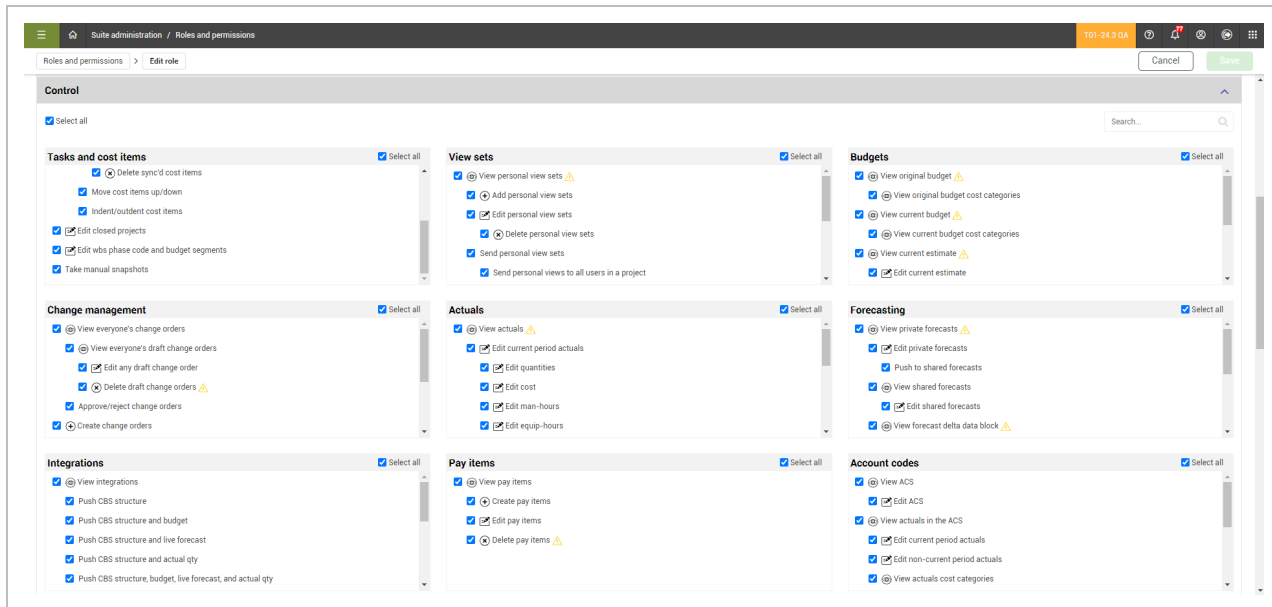 Suite administration / Roles and permissions
T01-24.3 QA
77
Roles and permissions > Edit role
Cancel
Save
Control
Select all
Search...
Tasks and cost items
Select all
Delete sync'd cost items
Move cost items up/down
Indent/outdent cost items
Edit closed projects
Edit wbs phase code and budget segments
Take manual snapshots
View sets
Select all
View personal view sets
Add personal view sets
Edit personal view sets
Delete personal view sets
Send personal view sets
Send personal views to all users in a project
Budgets
Select all
View original budget
View original budget cost categories
View current budget
View current budget cost categories
View current estimate
Edit current estimate
Change management
Select all
View everyone's change orders
View everyone's draft change orders
Edit any draft change order
Delete draft change orders
Approve/reject change orders
Create change orders
Actuals
Select all
View actuals
Edit current period actuals
Edit quantities
Edit cost
Edit man-hours
Edit equip-hours
Forecasting
Select all
View private forecasts
Edit private forecasts
Push to shared forecasts
View shared forecasts
Edit shared forecasts
View forecast delta data block
Integrations
Select all
View integrations
Push CBS structure
Push CBS structure and budget
Push CBS structure and live forecast
Push CBS structure and actual qty
Push CBS structure, budget, live forecast, and actual qty
Pay items
Select all
View pay items
Create pay items
Edit pay items
Delete pay items
Account codes
Select all
View ACS
Edit ACS
View actuals in the ACS
Edit current period actuals
Edit non-current period actuals
View actuals cost categories